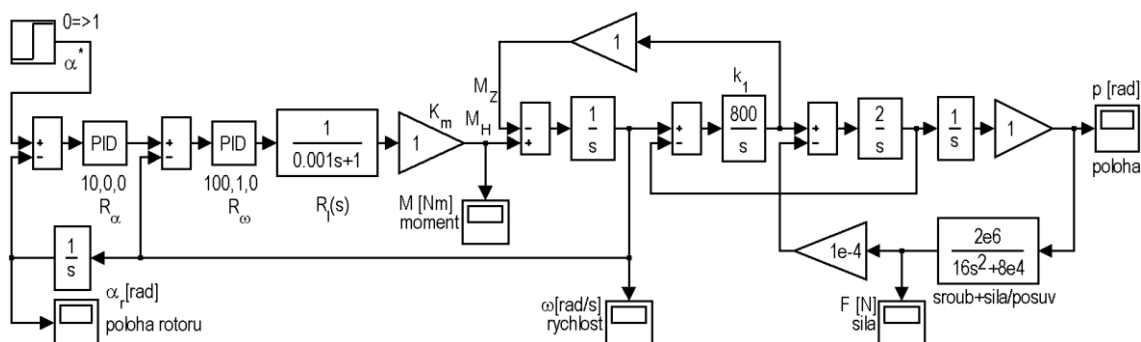 0=>1
α*
PID
10,0,0
R_α
PID
100,1,0
R_ω
1
0.001s+1
R_I(s)
K_m
1
M_H
M_Z
1
M [Nm]
moment
1
s
k_1
800
s
2
s
1
s
1
p [rad]
poloha
1
s
α_r[rad]
poloha rotoru
ω[rad/s]
rychlost
1e-4
F [N]
sila
2e6
16s²+8e4
sroub+sila/posuv